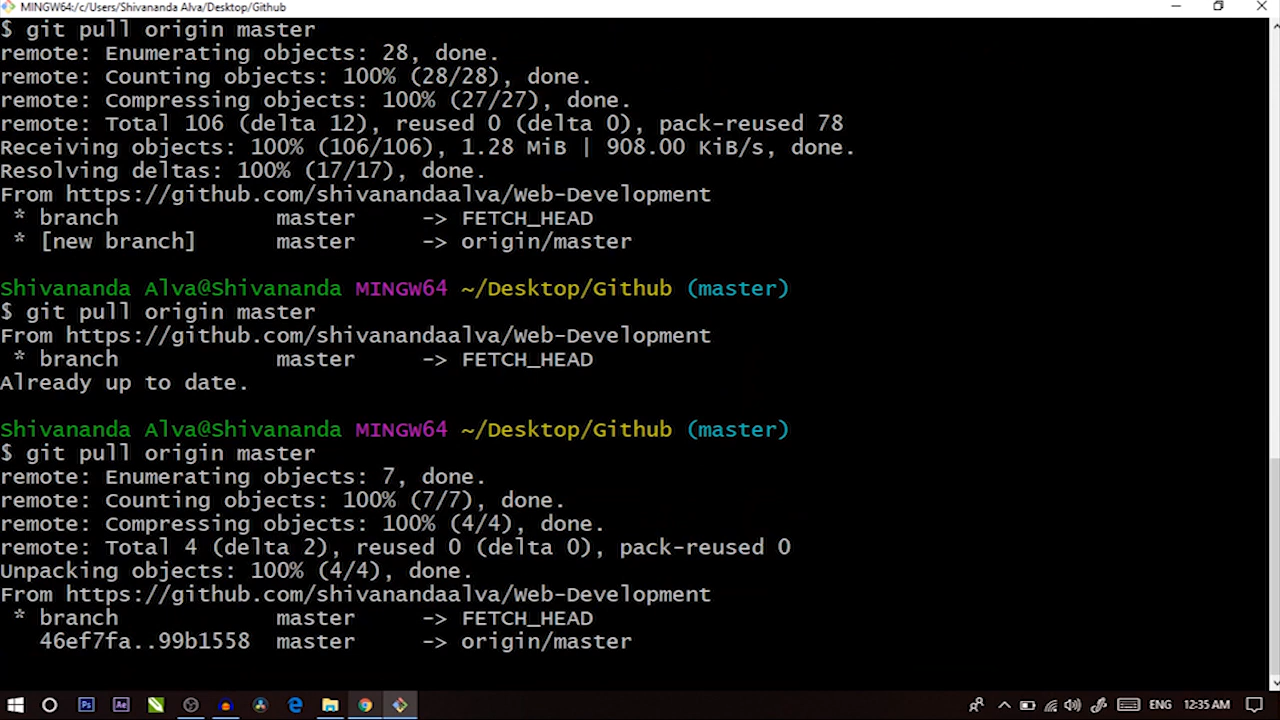 MINGW64:/c/Users/Shivananda Alva/Desktop/Github
$ git pull origin master
remote: Enumerating objects: 28, done.
remote: Counting objects: 100% (28/28), done.
remote: Compressing objects: 100% (27/27), done.
remote: Total 106 (delta 12), reused 0 (delta 0), pack-reused 78
Receiving objects: 100% (106/106), 1.28 MiB | 908.00 KiB/s, done.
Resolving deltas: 100% (17/17), done.
From https://github.com/shivanandaalva/Web-Development
 * branch            master     -> FETCH_HEAD
 * [new branch]      master     -> origin/master
Shivananda Alva@Shivananda MINGW64 ~/Desktop/Github (master)
$ git pull origin master
From https://github.com/shivanandaalva/Web-Development
 * branch            master     -> FETCH_HEAD
Already up to date.
Shivananda Alva@Shivananda MINGW64 ~/Desktop/Github (master)
$ git pull origin master
remote: Enumerating objects: 7, done.
remote: Counting objects: 100% (7/7), done.
remote: Compressing objects: 100% (4/4), done.
remote: Total 4 (delta 2), reused 0 (delta 0), pack-reused 0
Unpacking objects: 100% (4/4), done.
From https://github.com/shivanandaalva/Web-Development
 * branch            master     -> FETCH_HEAD
   46ef7fa..99b1558  master     -> origin/master
Ps Ae ENG 12:35 AM